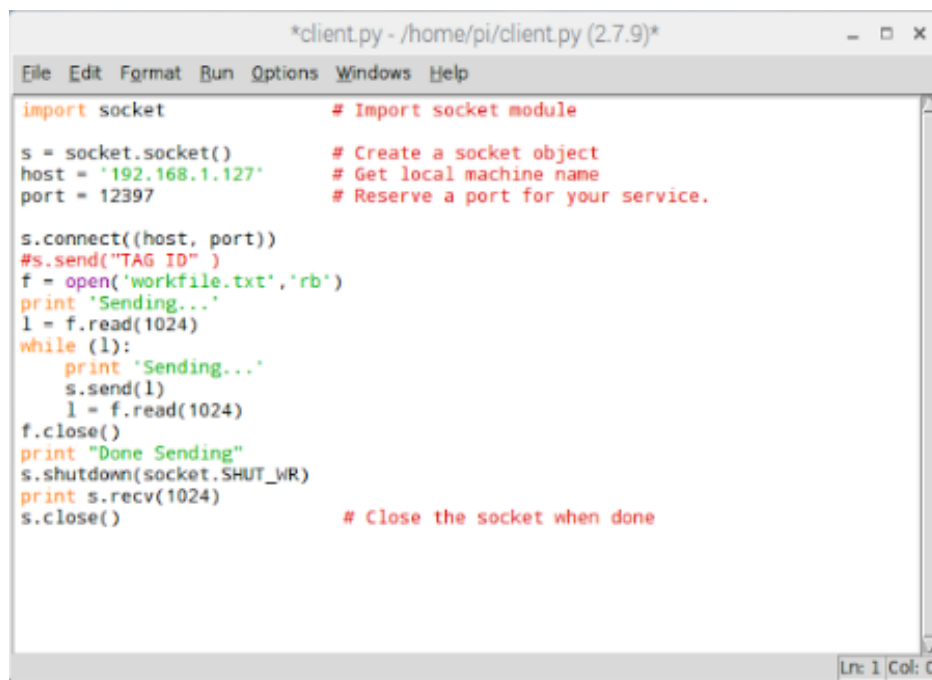 *client.py - /home/pi/client.py (2.7.9)*
File Edit Format Run Options Windows Help
import socket # Import socket module
s = socket.socket() # Create a socket object
host = '192.168.1.127' # Get local machine name
port = 12397 # Reserve a port for your service.
s.connect((host, port))
#s.send("TAG ID" )
f = open('workfile.txt','rb')
print 'Sending...'
l = f.read(1024)
while (l):
    print 'Sending...'
    s.send(l)
    l = f.read(1024)
f.close()
print "Done Sending"
s.shutdown(socket.SHUT_WR)
print s.recv(1024)
s.close() # Close the socket when done
Ln: 1 Col: 0